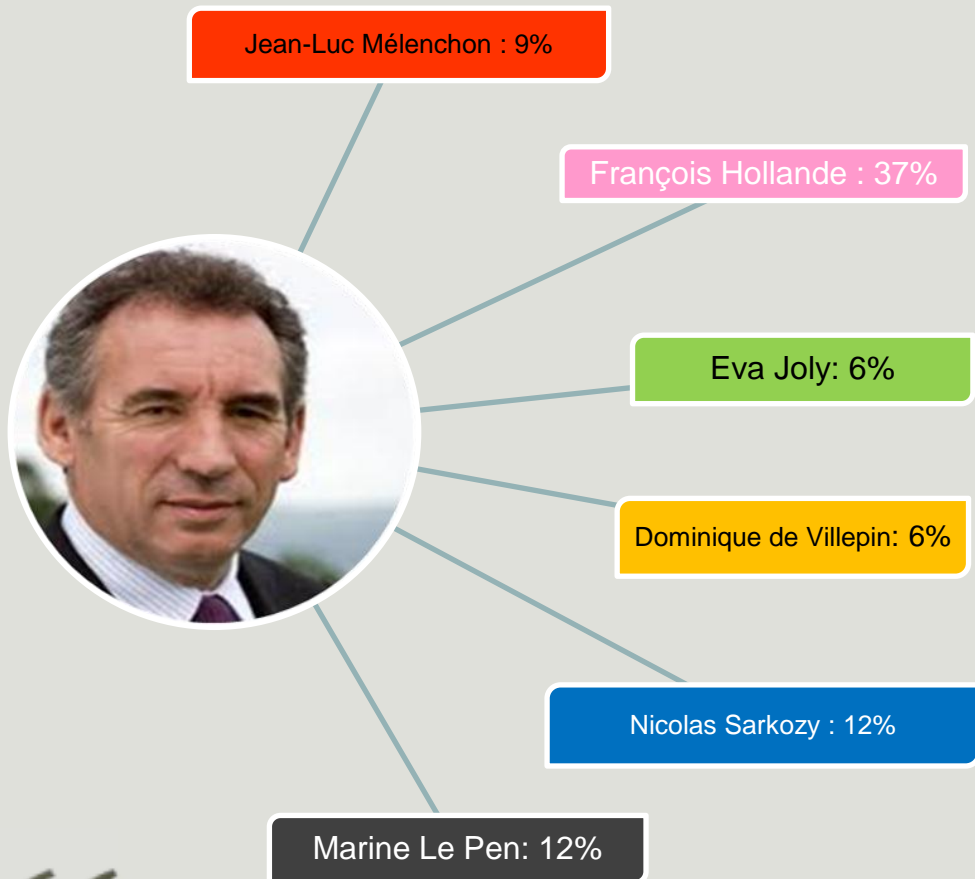 Jean-Luc Mélenchon : 9%
François Hollande : 37%
Eva Joly: 6%
Dominique de Villepin: 6%
Nicolas Sarkozy : 12%
Marine Le Pen: 12%